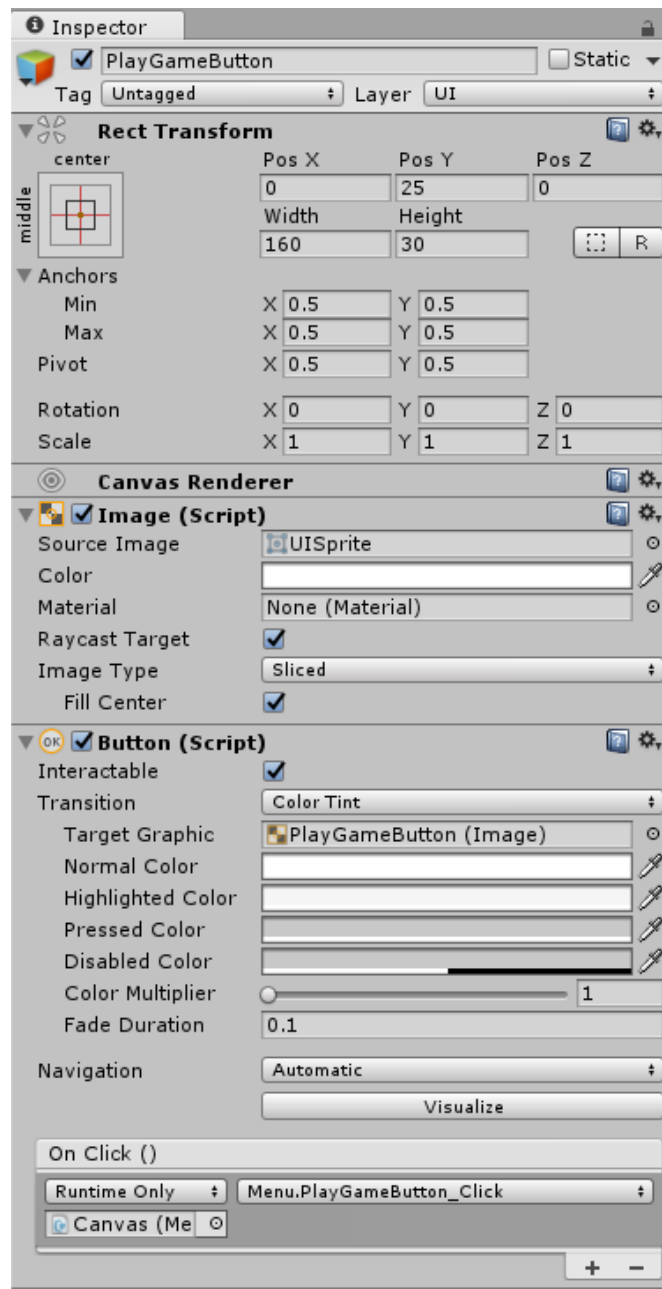 Inspector
PlayGameButton Static
Tag Untagged Layer UI
Rect Transform
center Pos X Pos Y Pos Z
middle 0 25 0
Width Height
160 30 R
Anchors
Min X 0.5 Y 0.5
Max X 0.5 Y 0.5
Pivot X 0.5 Y 0.5
Rotation X 0 Y 0 Z 0
Scale X 1 Y 1 Z 1
Canvas Renderer
Image (Script)
Source Image UISprite
Color
Material None (Material)
Raycast Target
Image Type Sliced
Fill Center
OK Button (Script)
Interactable
Transition Color Tint
Target Graphic PlayGameButton (Image)
Normal Color
Highlighted Color
Pressed Color
Disabled Color
Color Multiplier 1
Fade Duration 0.1
Navigation Automatic
Visualize
On Click ()
Runtime Only Menu.PlayGameButton_Click
Canvas (Me
+ −